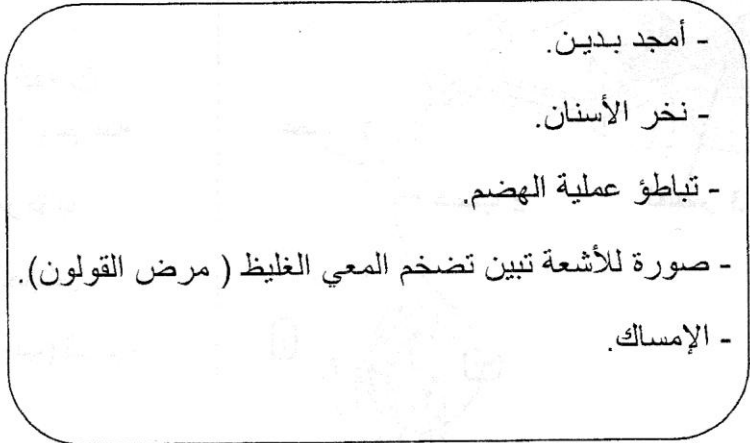 - أمجد بدين.
- نخر الأسنان.
- تباطؤ عملية الهضم.
- صورة للأشعة تبين تضخم المعي الغليظ ( مرض القولون).
- الإمساك.